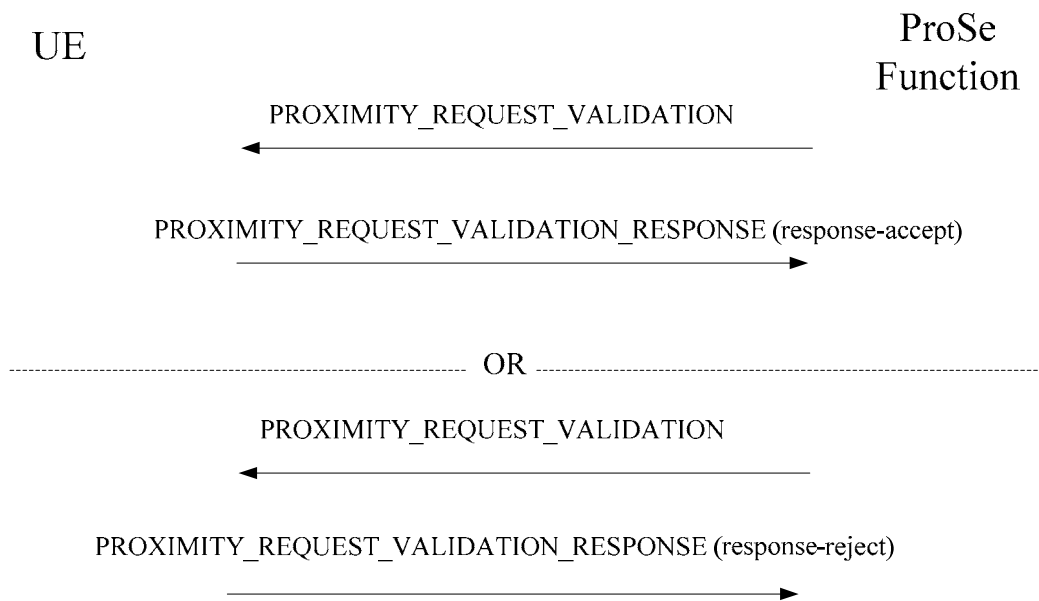 UE
ProSe
Function
PROXIMITY_REQUEST_VALIDATION
PROXIMITY_REQUEST_VALIDATION_RESPONSE (response-accept)
OR
PROXIMITY_REQUEST_VALIDATION
PROXIMITY_REQUEST_VALIDATION_RESPONSE (response-reject)